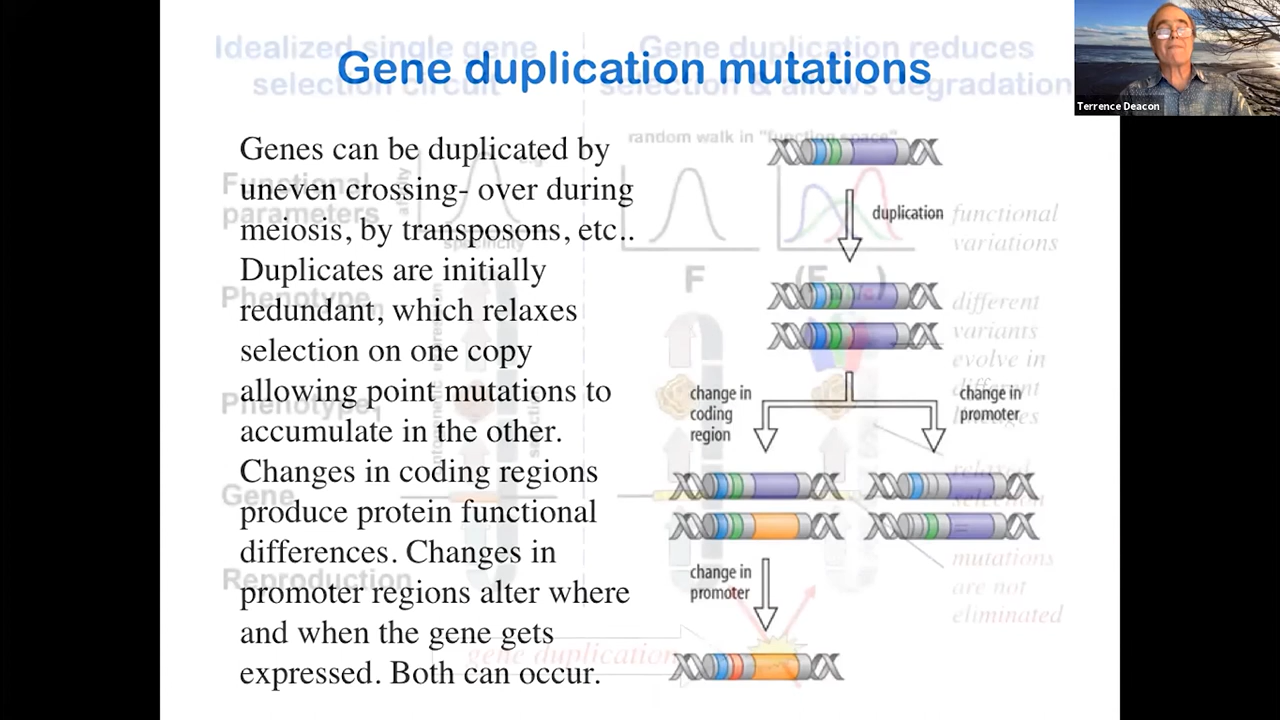 Gene duplication mutations
Idealized single gene
selection circuit
Gene duplication reduces
selection & allows degradation
Terrence Deacon
Genes can be duplicated by
uneven crossing- over during
meiosis, by transposons, etc..
Duplicates are initially
redundant, which relaxes
selection on one copy
allowing point mutations to
accumulate in the other.
Changes in coding regions
produce protein functional
differences. Changes in
promoter regions alter where
and when the gene gets
expressed. Both can occur.
random walk in "function space"
duplication
change in
coding
region
change in
promoter
change in
promoter
Functional
parameters
affinity
specificity
Phenotype
Phenotype
Gene
Reproduction
F
functional
variations
different
variants
evolve in
different
relaxed
selection
mutations
are not
eliminated
gene duplication